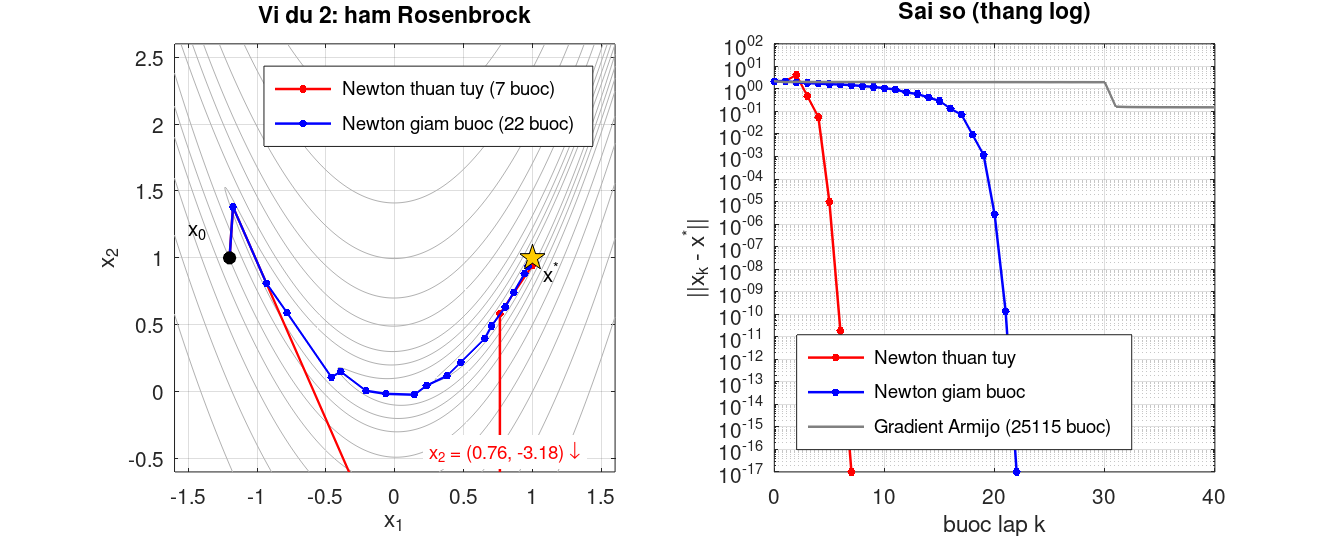 Vi du 2: ham Rosenbrock
2.5
2
1.5
1
0.5
0
-0.5
x2
Newton thuan tuy (7 buoc)
Newton giam buoc (22 buoc)
x0
x*
x2 = (0.76, -3.18) ↓
-1.5 -1 -0.5 0 0.5 1 1.5
x1
Sai so (thang log)
10^02
10^01
10^00
10^-01
10^-02
10^-03
10^-04
10^-05
10^-06
10^-07
10^-08
10^-09
10^-10
10^-11
10^-12
10^-13
10^-14
10^-15
10^-16
10^-17
||xk - x*||
Newton thuan tuy
Newton giam buoc
Gradient Armijo (25115 buoc)
0 10 20 30 40
buoc lap k